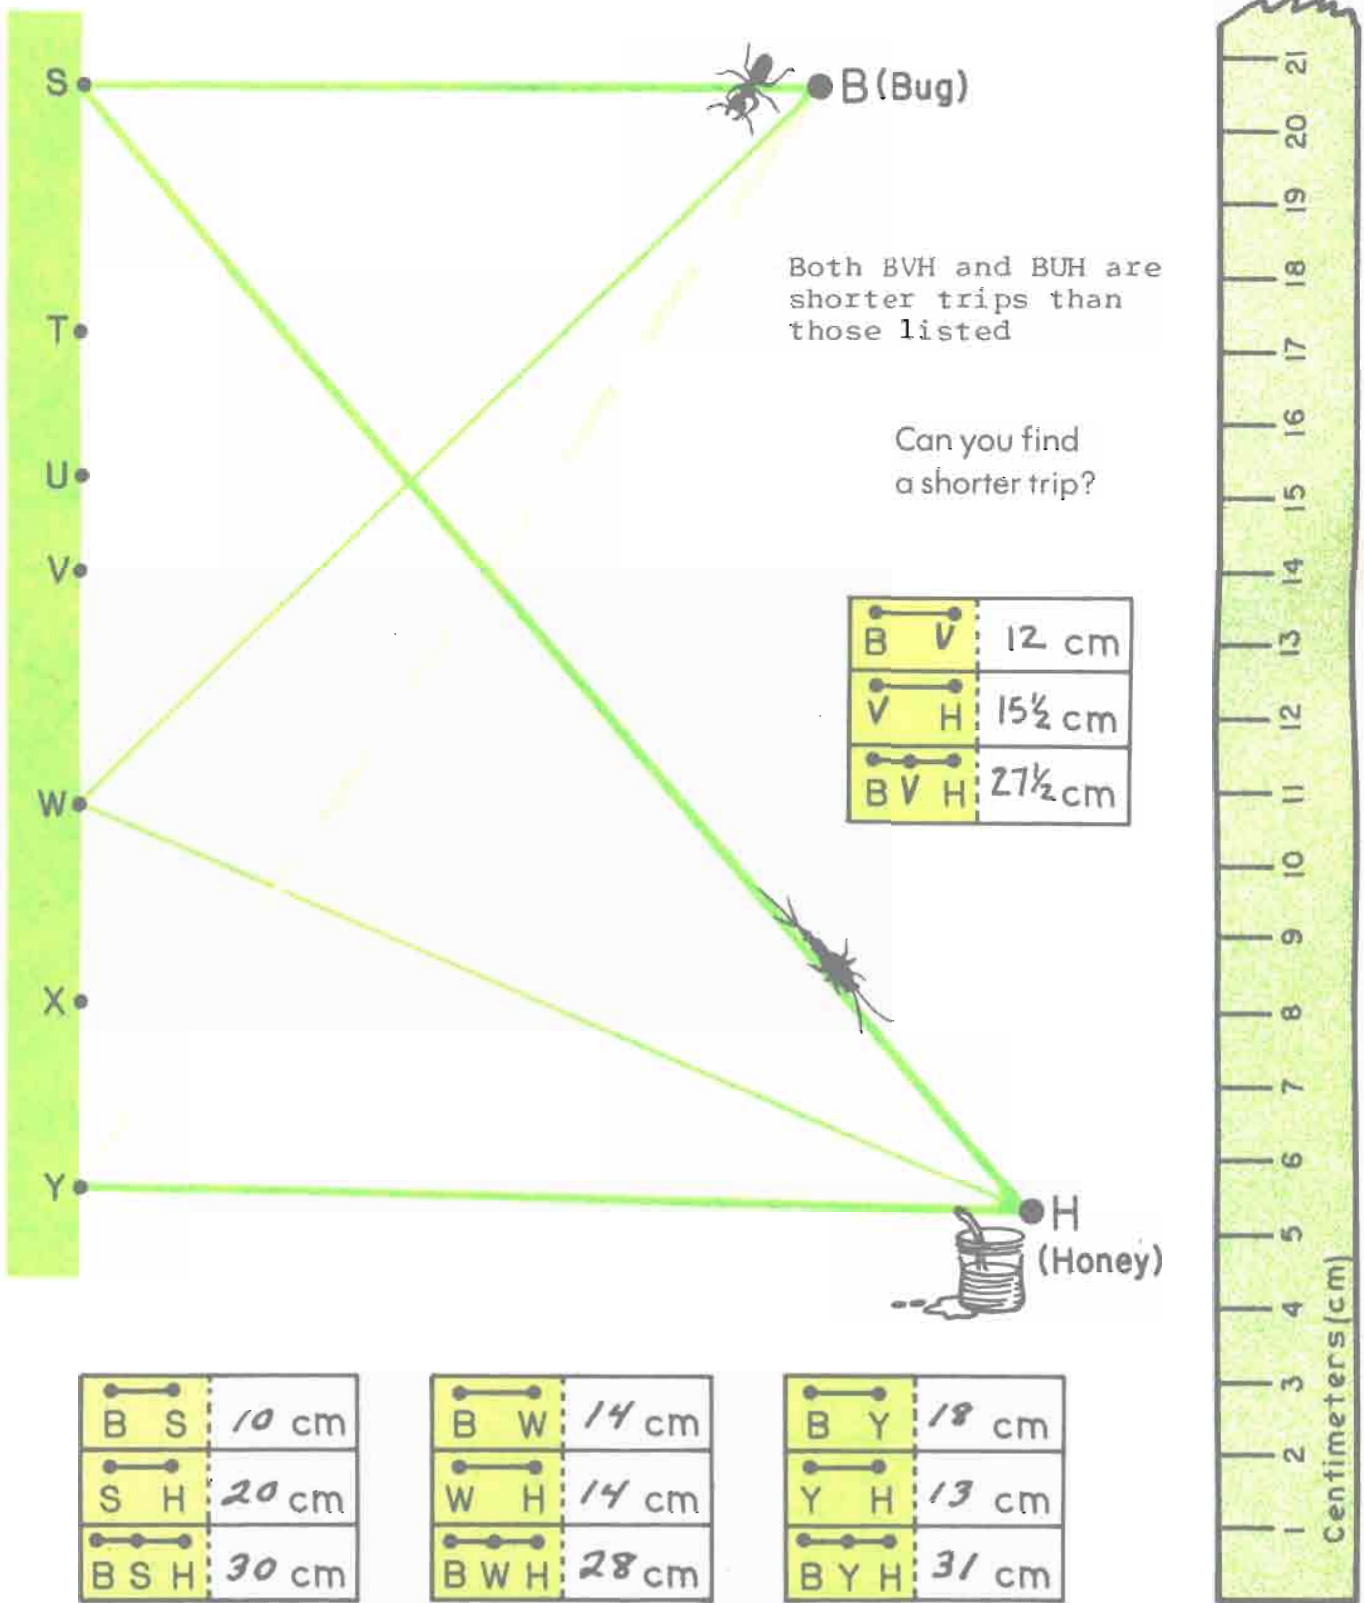 S
B (Bug)
Both BVH and BUH are
shorter trips than
those listed
T
Can you find
a shorter trip?
U
V
B V 12 cm
V H 15½ cm
B V H 27½ cm
W
X
Y
H
(Honey)
B S 10 cm
S H 20 cm
B S H 30 cm
B W 14 cm
W H 14 cm
B W H 28 cm
B Y 18 cm
Y H 13 cm
B Y H 31 cm
21
20
19
18
17
16
15
14
13
12
11
10
9
8
7
6
5
4
3
2
1
Centimeters (cm)